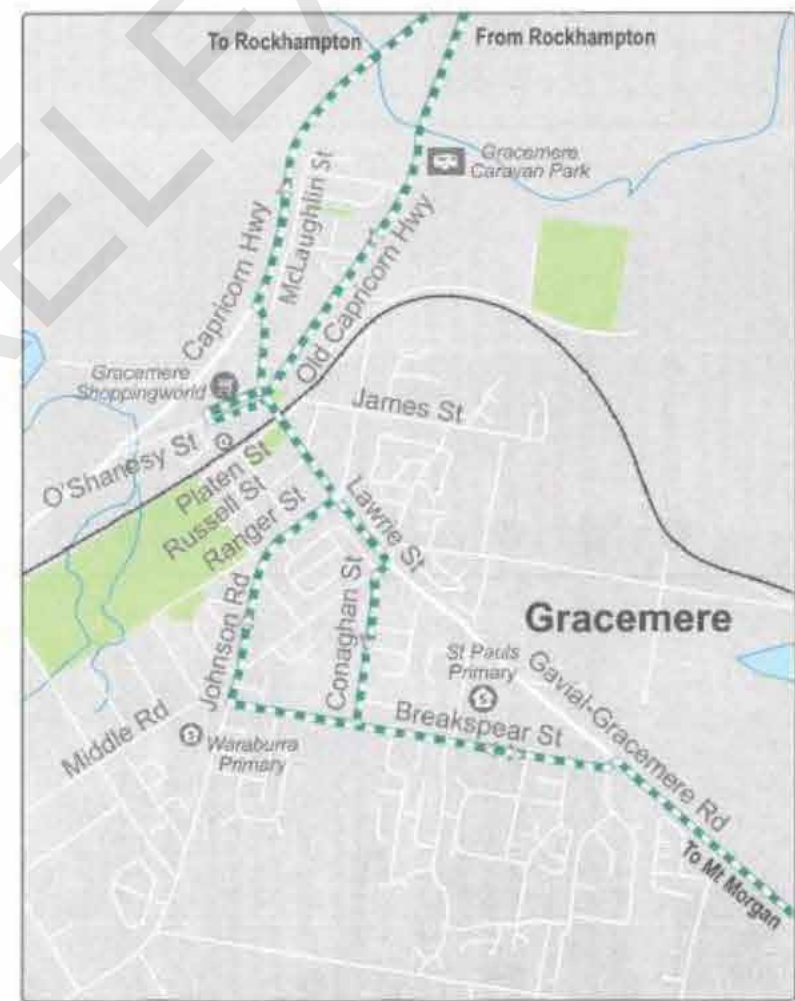 To Rockhampton
From Rockhampton
Gracemere
Caravan Park
McLaughlin St
Capricorn Hwy
Old Capricorn Hwy
Gracemere
Shoppingworld
James St
O'Shanesy St
Platen St
Russell St
Ranger St
Lawrie St
Conaghan St
Johnson Rd
Gracemere
St Pauls
Primary
Gavial-Gracemere Rd
Breakspear St
Middle Rd
Waraburra
Primary
To Mt Morgan